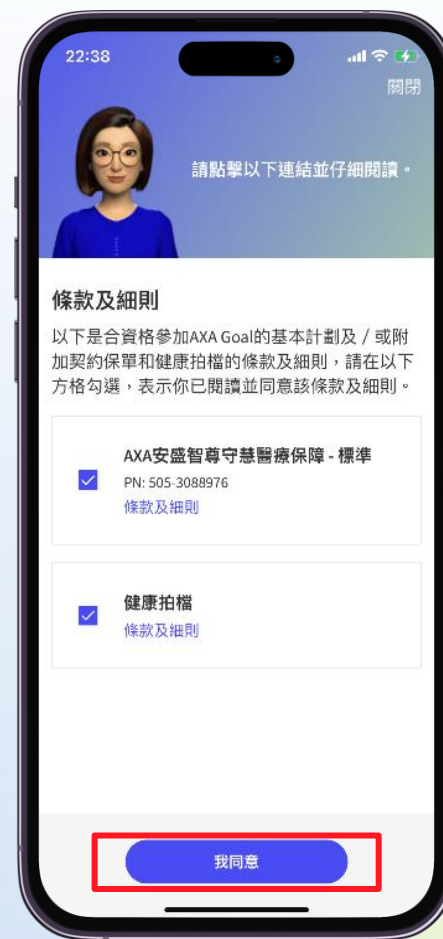 22:38
關閉
請點擊以下連結並仔細閱讀。
條款及細則
以下是合資格參加AXA Goal的基本計劃及 / 或附
加契約保單和健康拍檔的條款及細則，請在以下
方格勾選，表示你已閱讀並同意該條款及細則。
AXA安盛智尊守慧醫療保障 - 標準
PN: 505-3088976
條款及細則
健康拍檔
條款及細則
我同意